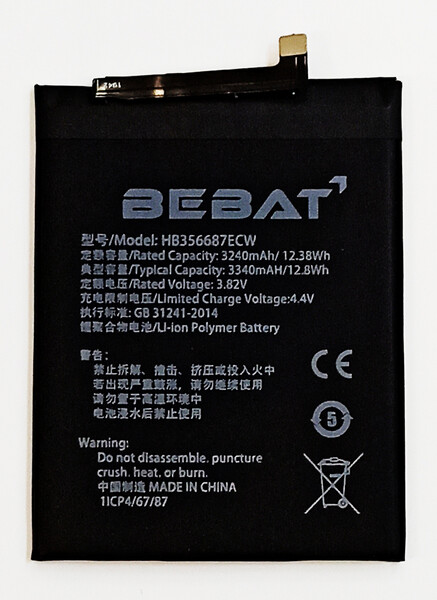 1942
BEBAT
型号/Model: HB356687ECW
定额容量/Rated Capacity: 3240mAh/ 12.38Wh
典型容量/Typlcal Capacity: 3340mAH/12.8Wh
定额电压/Rated Voltage: 3.82V
充电限制电压/Limited Charge Voltage:4.4V
执行标准: GB 31241-2014
锂聚合物电池/Li-ion Polymer Battery
警告:
禁止拆解、撞击、挤压或投入火中
若出现严重鼓胀，请勿继续使用
请勿置于高温环境中
电池浸水后禁止使用
CE
5
Warning:
Do not disassemble. puncture
crush. heat. or burn.
中国制造 MADE IN CHINA
1ICP4/67/87